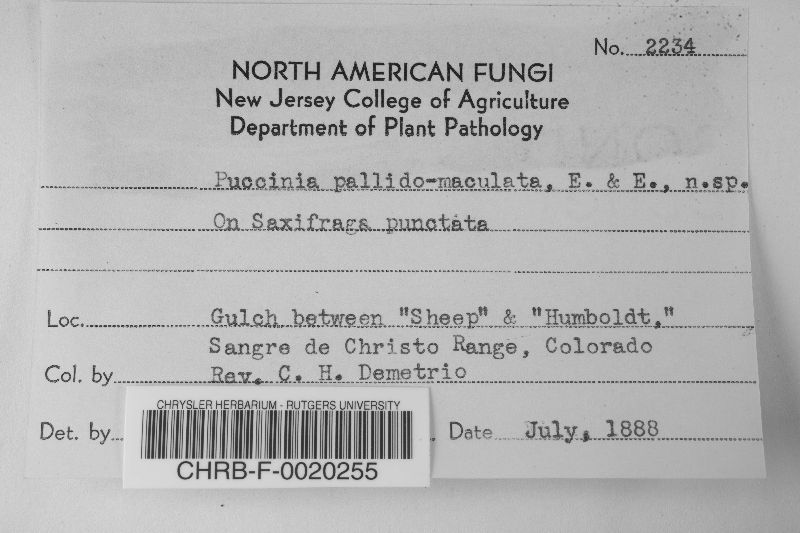 No. 2234
NORTH AMERICAN FUNGI
New Jersey College of Agriculture
Department of Plant Pathology
Puccinia pallido-maculata, E. & E., n.sp.
On Saxifraga punctata
Loc. Gulch between "Sheep" & "Humboldt,"
Sangre de Christo Range, Colorado
Col. by Rev. C. H. Demetrio
Det. by Date July, 1888
CHRYSLER HERBARIUM - RUTGERS UNIVERSITY
CHRB-F-0020255